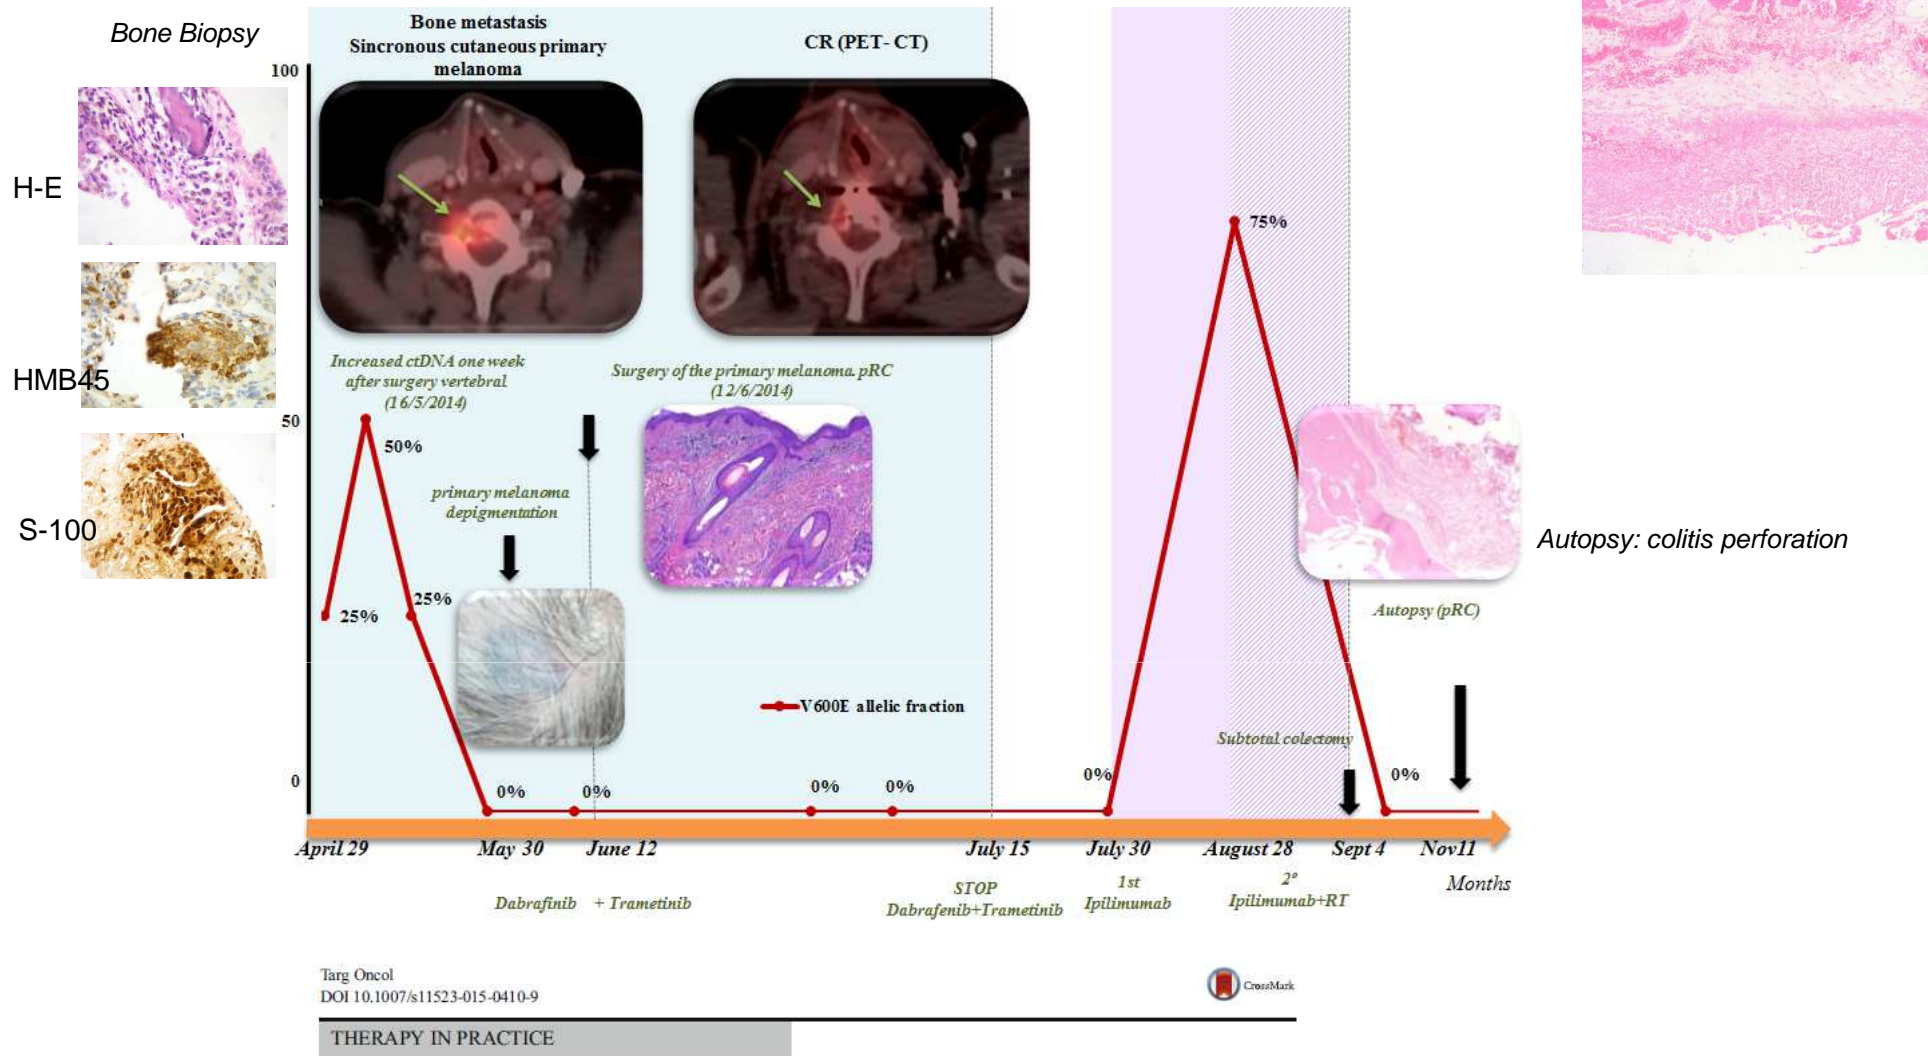 Bone Biopsy
H-E
HMB45
S-100
Bone metastasis
Sincronous cutaneous primary
melanoma
CR (PET- CT)
100
50
0
Increased ctDNA one week
after surgery vertebral
(16/5/2014)
Surgery of the primary melanoma. pRC
(12/6/2014)
primary melanoma
depigmentation
25%
50%
25%
0%
0%
0%
0%
0%
75%
0%
V600E allelic fraction
Subtotal colectomy
Autopsy (pRC)
Autopsy: colitis perforation
April 29
May 30
June 12
July 15
July 30
August 28
Sept 4
Nov11
Months
Dabrafinib + Trametinib
STOP
Dabrafenib+Trametinib
1st
Ipilimumab
2º
Ipilimumab+RT
Targ Oncol
DOI 10.1007/s11523-015-0410-9
CrossMark
THERAPY IN PRACTICE